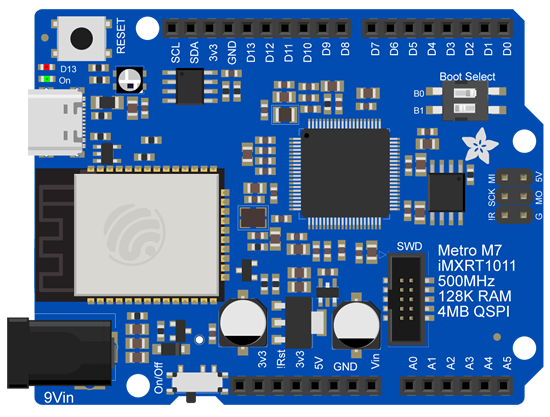 RESET
SCL
SDA
3v3
GND
D13
D12
D11
D10
D9
D8
D7
D6
D5
D4
D3
D2
D1
D0
D13
On
Boot Select
B0
B1
MI
5V
SCK
MO
!R
G
SWD
Metro M7
iMXRT1011
500MHz
128K RAM
4MB QSPI
9Vin
On/Off
3v3
!Rst
3v3
5V
GND
Vin
A0
A1
A2
A3
A4
A5